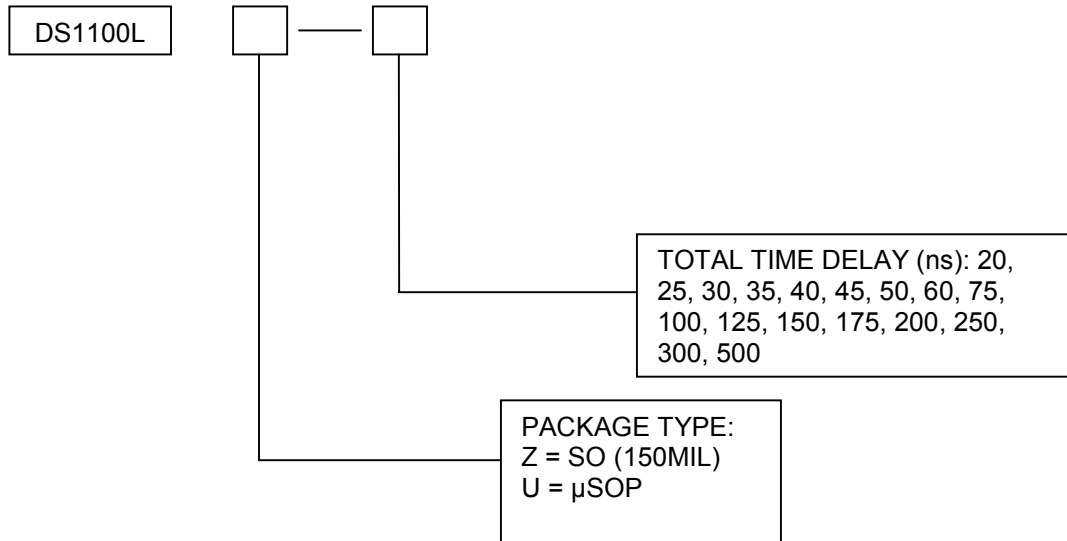 DS1100L
TOTAL TIME DELAY (ns): 20,
25, 30, 35, 40, 45, 50, 60, 75,
100, 125, 150, 175, 200, 250,
300, 500
PACKAGE TYPE:
Z = SO (150MIL)
U = µSOP